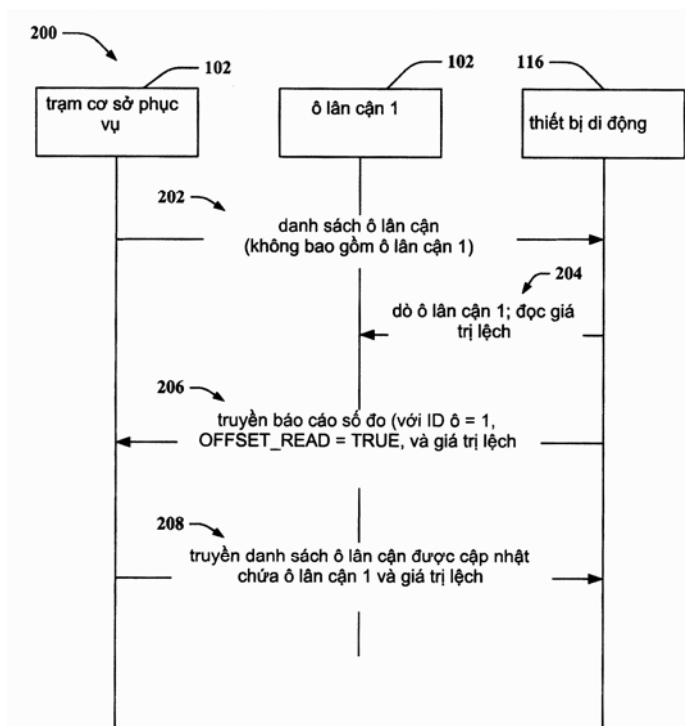 200
102
102
116
trạm cơ sở phục
vụ
ô lân cận 1
thiết bị di động
202
danh sách ô lân cận
(không bao gồm ô lân cận 1)
204
dò ô lân cận 1; đọc giá
trị lệch
206
truyền báo cáo số đo (với ID ô = 1,
OFFSET_READ = TRUE, và giá trị lệch
208
truyền danh sách ô lân cận được cập nhật
chứa ô lân cận 1 và giá trị lệch